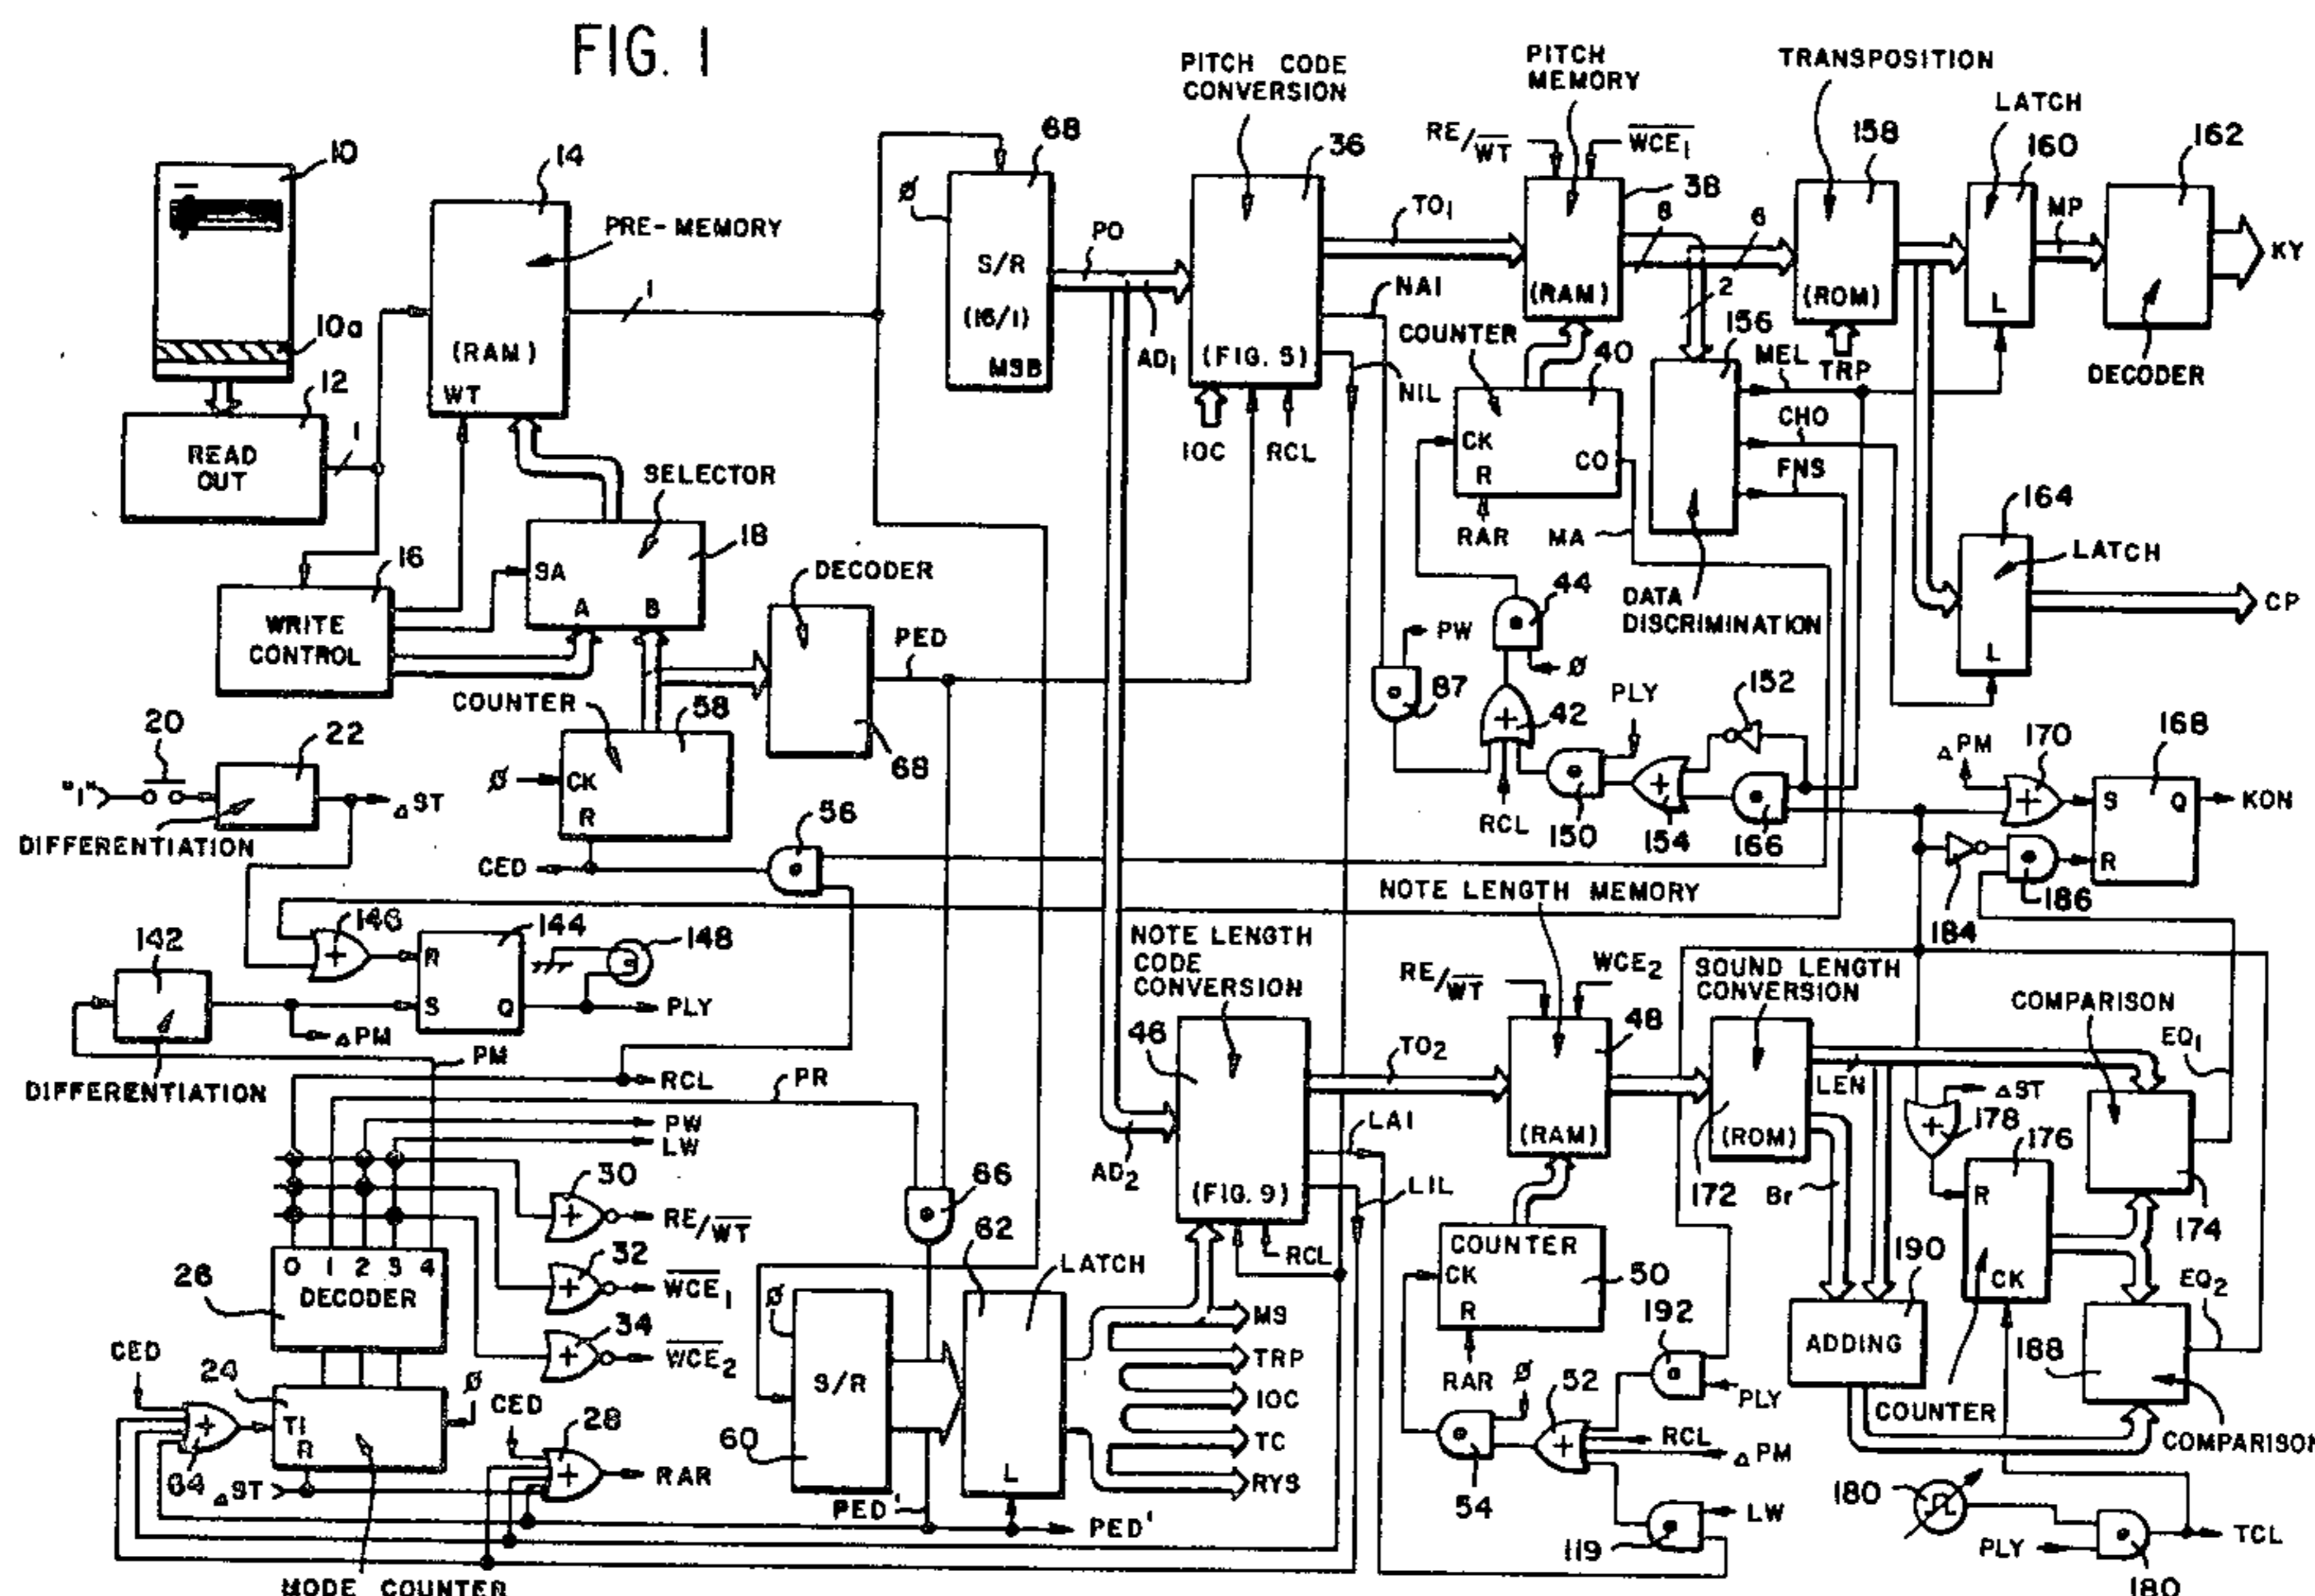 FIG. 1
10
10a
12
READ
OUT
1
14
PRE-MEMORY
(RAM)
WT
1
16
WRITE
CONTROL
SELECTOR
18
SA
A
B
DECODER
PED
68
COUNTER
58
ø
CK
R
CED
56
20
"1"
22
ΔST
DIFFERENTIATION
68
ø
S/R
(16/1)
MSB
PO
AD1
PITCH CODE
CONVERSION
36
(FIG. 5)
IOC
RCL
TO1
NAI
NIL
PITCH
MEMORY
RE/WT
WCE1
38
(RAM)
8
6
2
COUNTER
40
CK
R
CO
RAR
MA
TRANSPOSITION
158
(ROM)
TRP
LATCH
160
L
MP
162
DECODER
KY
156
MEL
CHO
FNS
DATA
DISCRIMINATION
164
LATCH
L
CP
44
ø
PW
87
42
RCL
PLY
150
152
154
166
ΔPM
170
168
S
Q
R
KON
184
186
142
DIFFERENTIATION
146
144
R
S
Q
148
PLY
ΔPM
PM
RCL
PR
PW
LW
30
RE/WT
32
WCE1
34
WCE2
0 1 2 3 4
DECODER
26
24
TI
R
ø
CED
64
ΔST
MODE COUNTER
CED
28
RAR
66
ø
S/R
60
62
LATCH
L
PED'
PED'
MS
TRP
IOC
TC
RYS
NOTE LENGTH
CODE
CONVERSION
46
AD2
(FIG. 9)
RCL
TO2
LAI
LIL
NOTE LENGTH MEMORY
RE/WT
WCE2
48
(RAM)
COUNTER
CK
R
50
RAR
ø
52
54
RCL
ΔPM
192
PLY
LW
119
SOUND LENGTH
CONVERSION
(ROM)
172
LEN
Br
ADDING
190
ΔST
178
176
R
CK
COUNTER
COMPARISON
174
EQ1
EQ2
188
COMPARISON
180
PLY
TCL
180